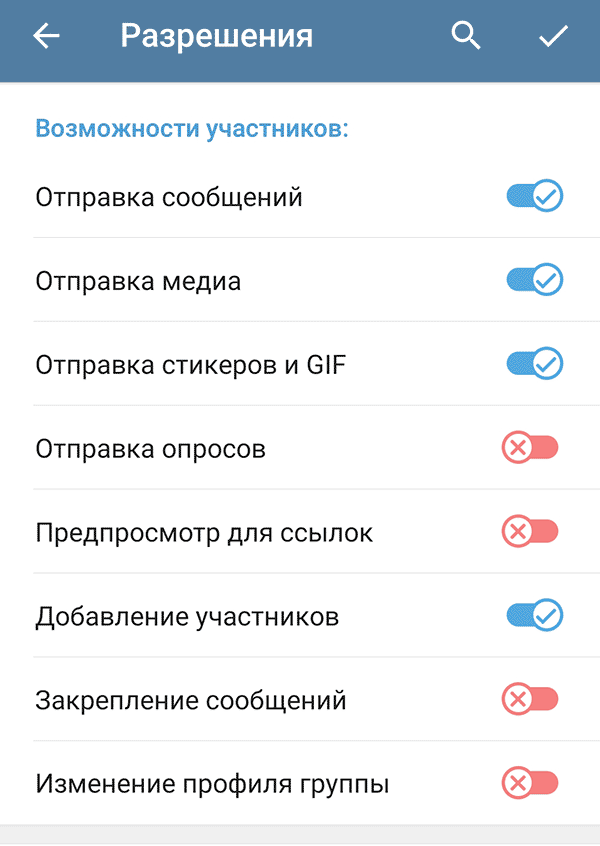 Разрешения
Возможности участников:
Отправка сообщений
Отправка медиа
Отправка стикеров и GIF
Отправка опросов
Предпросмотр для ссылок
Добавление участников
Закрепление сообщений
Изменение профиля группы